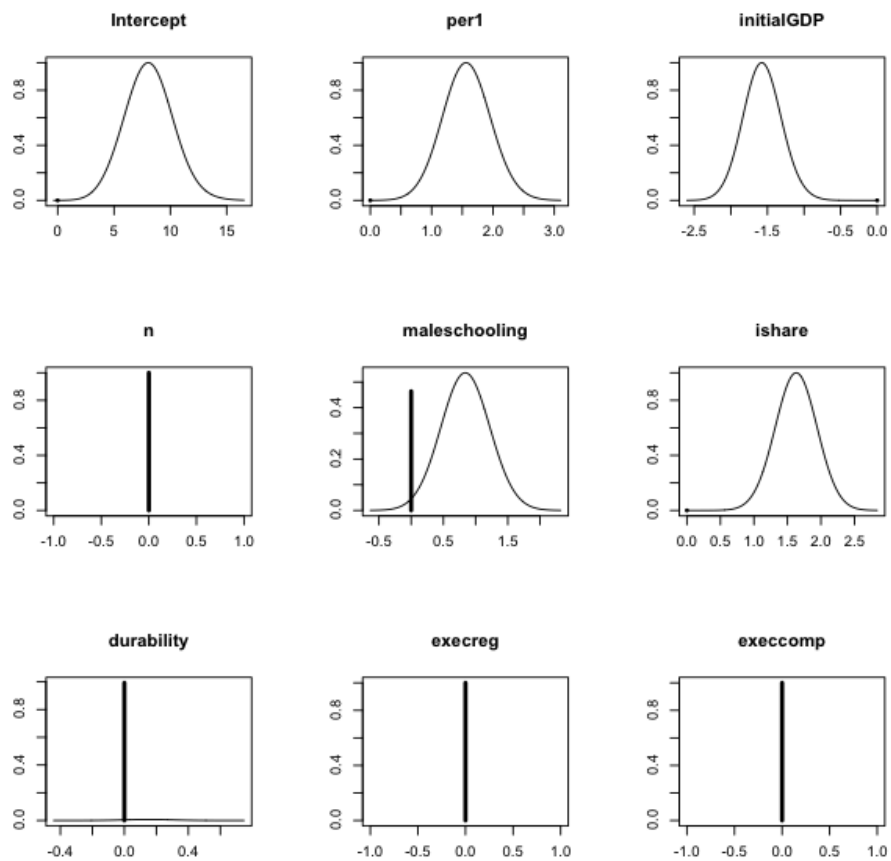 Intercept
per1
initialGDP
0.0 0.4 0.8
0 5 10 15
0.0 0.4 0.8
0.0 1.0 2.0 3.0
0.0 0.4 0.8
-2.5 -1.5 -0.5 0.0
n
maleschooling
ishare
0.0 0.4 0.8
-1.0 -0.5 0.0 0.5 1.0
0.0 0.2 0.4
-0.5 0.5 1.5
0.0 0.4 0.8
0.0 0.5 1.0 1.5 2.0 2.5
durability
execreg
execcomp
0.0 0.4 0.8
-0.4 0.0 0.4
0.0 0.4 0.8
-1.0 -0.5 0.0 0.5 1.0
0.0 0.4 0.8
-1.0 -0.5 0.0 0.5 1.0